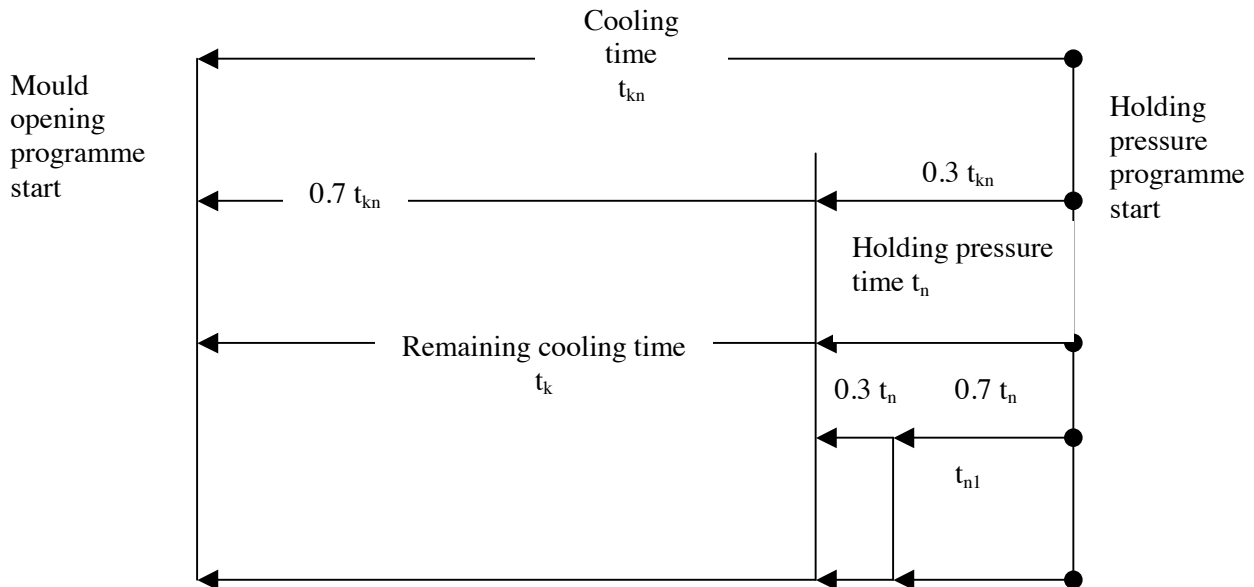 Cooling
time
t_kn
Mould
opening
programme
start
Holding
pressure
programme
start
0.7 t_kn
0.3 t_kn
Holding pressure
time t_n
Remaining cooling time
t_k
0.3 t_n
0.7 t_n
t_n1